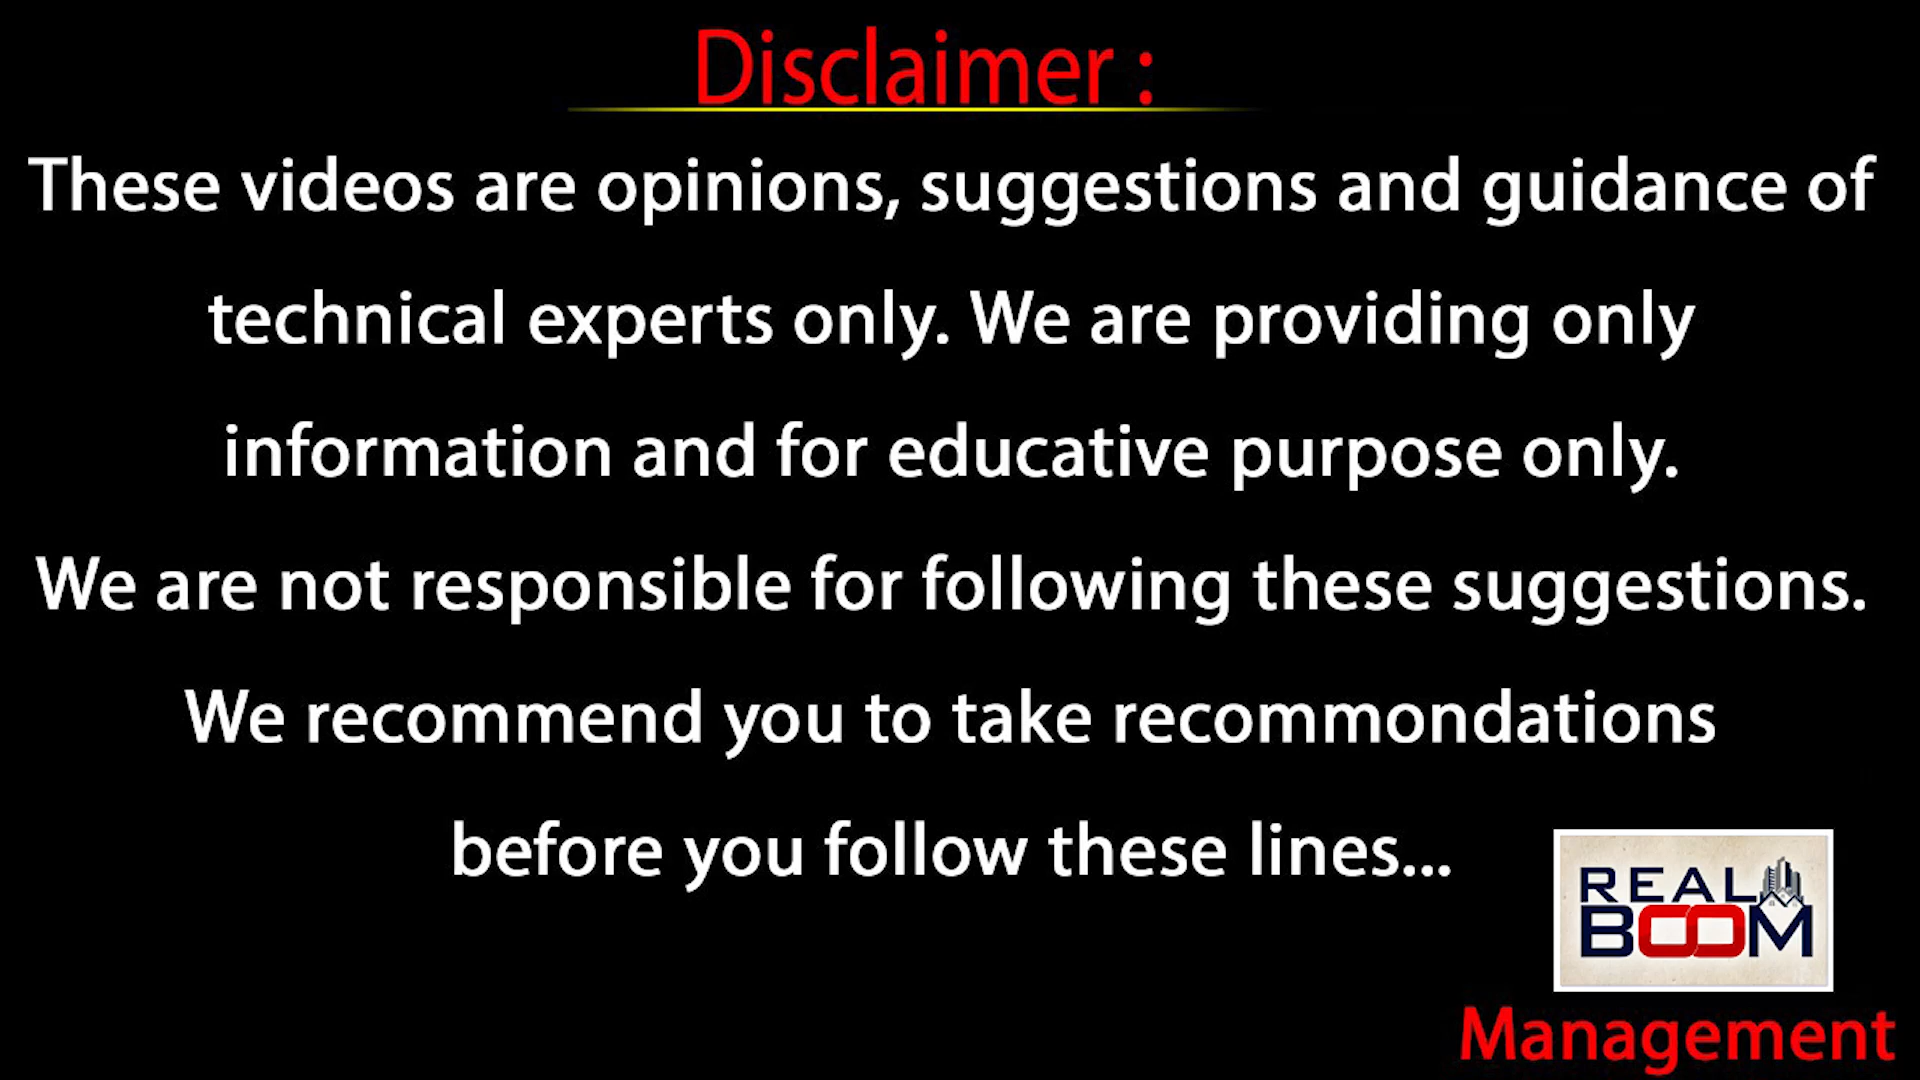 Disclaimer :
These videos are opinions, suggestions and guidance of
technical experts only. We are providing only
information and for educative purpose only.
We are not responsible for following these suggestions.
We recommend you to take recommondations
before you follow these lines...
REAL
BOOM
Management